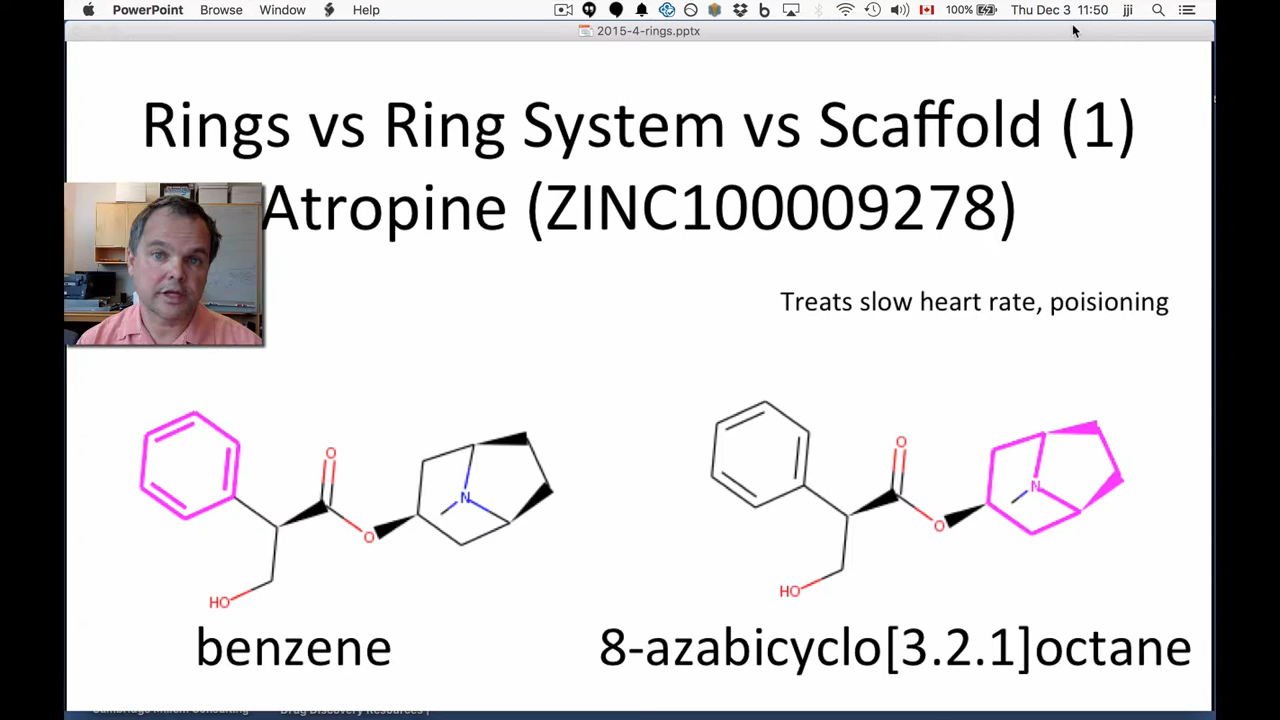 PowerPoint Browse Window Help 100% Thu Dec 3 11:50 jji
2015-4-rings.pptx
Rings vs Ring System vs Scaffold (1)
Atropine (ZINC100009278)
Treats slow heart rate, poisioning
O
N
O
HO
O
N
O
HO
benzene
8-azabicyclo[3.2.1]octane